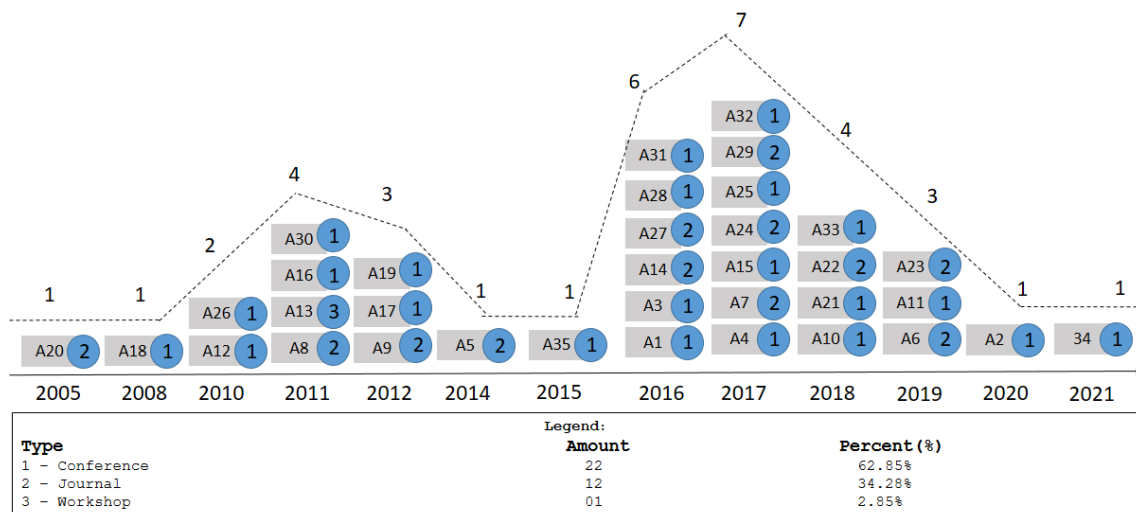 7
6
4
4
3
3
2
1
1
1
1
1
1
A32 1
A31 1
A29 2
A28 1
A25 1
A30 1
A27 2
A24 2
A33 1
A16 1
A19 1
A14 2
A15 1
A22 2
A23 2
A26 1
A13 3
A17 1
A3 1
A7 2
A21 1
A11 1
A20 2
A18 1
A12 1
A8 2
A9 2
A5 2
A35 1
A1 1
A4 1
A10 1
A6 2
A2 1
34 1
2005 2008 2010 2011 2012 2014 2015 2016 2017 2018 2019 2020 2021
Legend:
Type Amount Percent(%)
1 – Conference 22 62.85%
2 – Journal 12 34.28%
3 – Workshop 01 2.85%